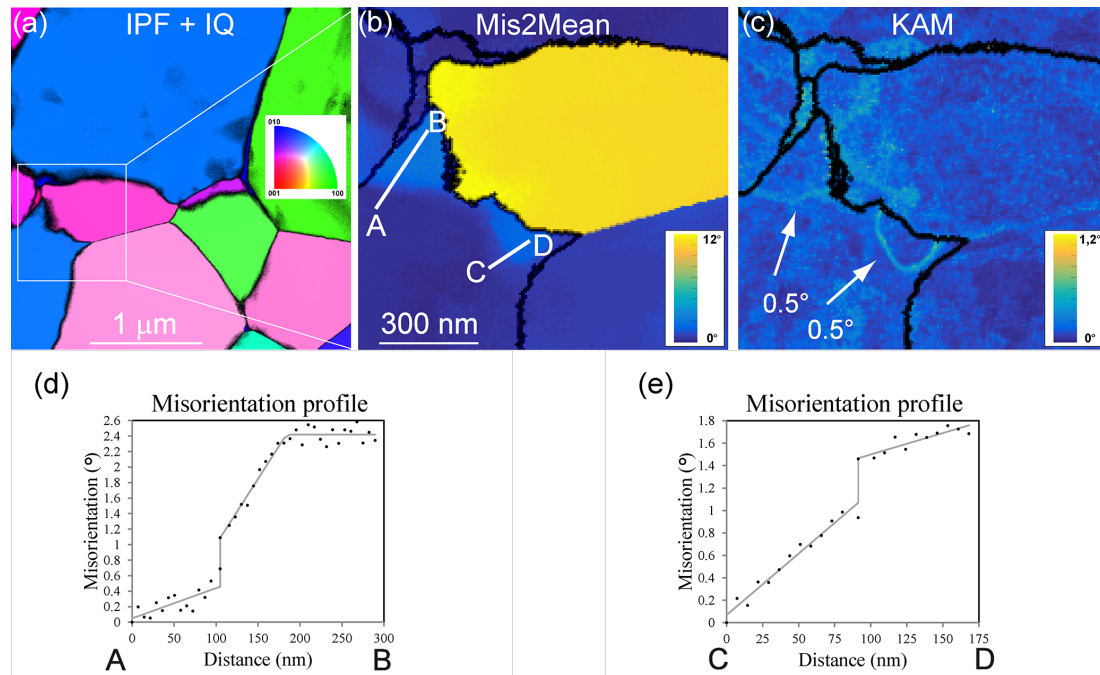 (a) IPF + IQ
010
001 100
1 μm
(b) Mis2Mean
B
A
D
C
12°
0°
300 nm
(c) KAM
0.5°
0.5°
1,2°
0°
(d)
Misorientation profile
Misorientation (°)
2.6
2.4
2.2
2
1.8
1.6
1.4
1.2
1
0.8
0.6
0.4
0.2
0
0 50 100 150 200 250 300
A Distance (nm) B
(e)
Misorientation profile
Misorientation (°)
1.8
1.6
1.4
1.2
1
0.8
0.6
0.4
0.2
0
0 25 50 75 100 125 150 175
C Distance (nm) D